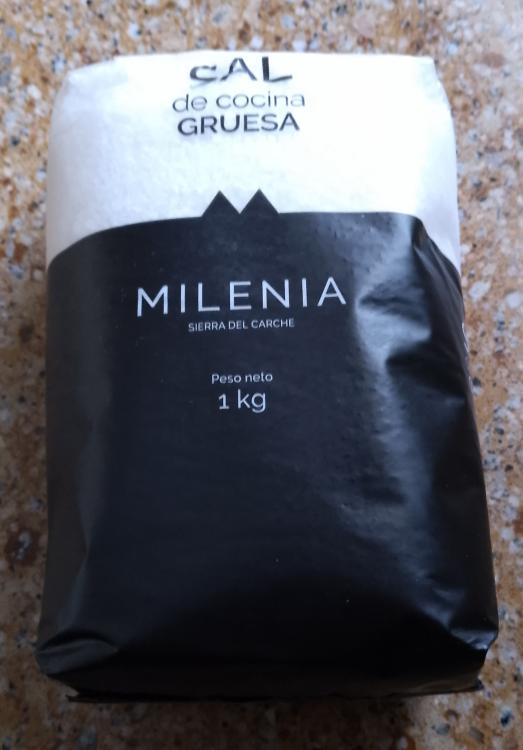 SAL
de cocina
GRUESA
MILENIA
SIERRA DEL CARCHE
Peso neto
1 kg